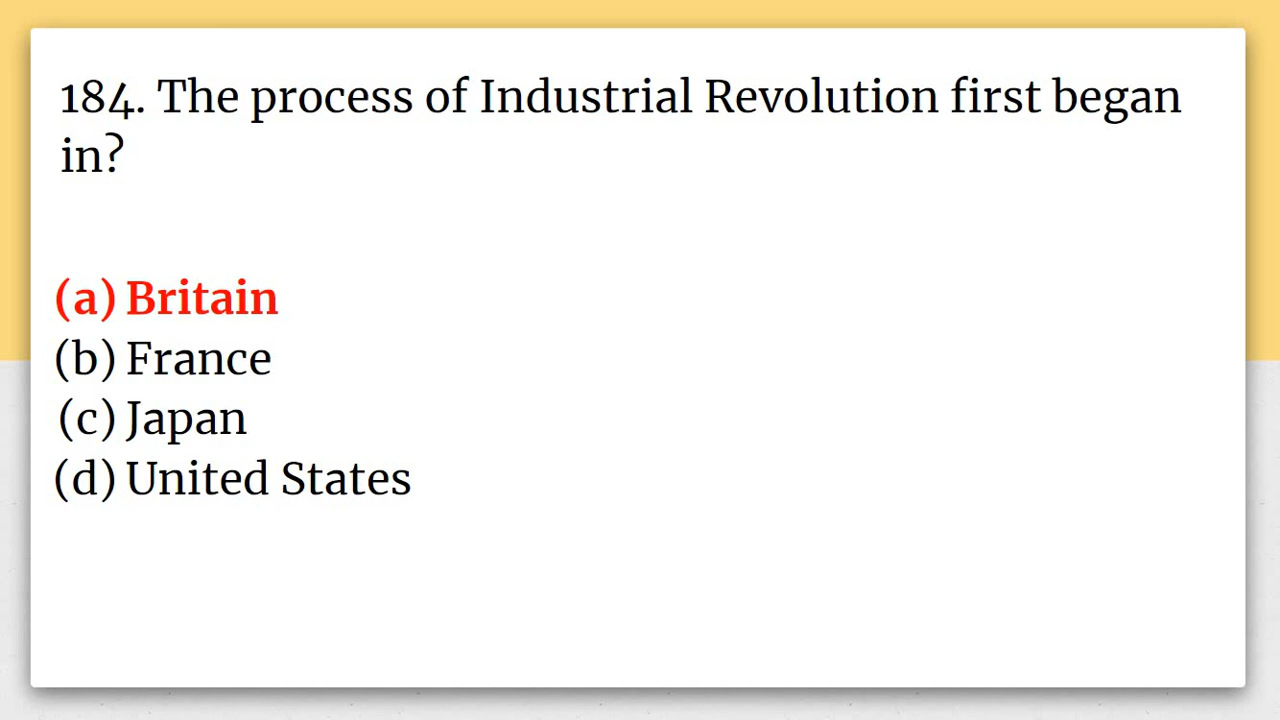 184. The process of Industrial Revolution first began
in?
(a) Britain
(b) France
(c) Japan
(d) United States